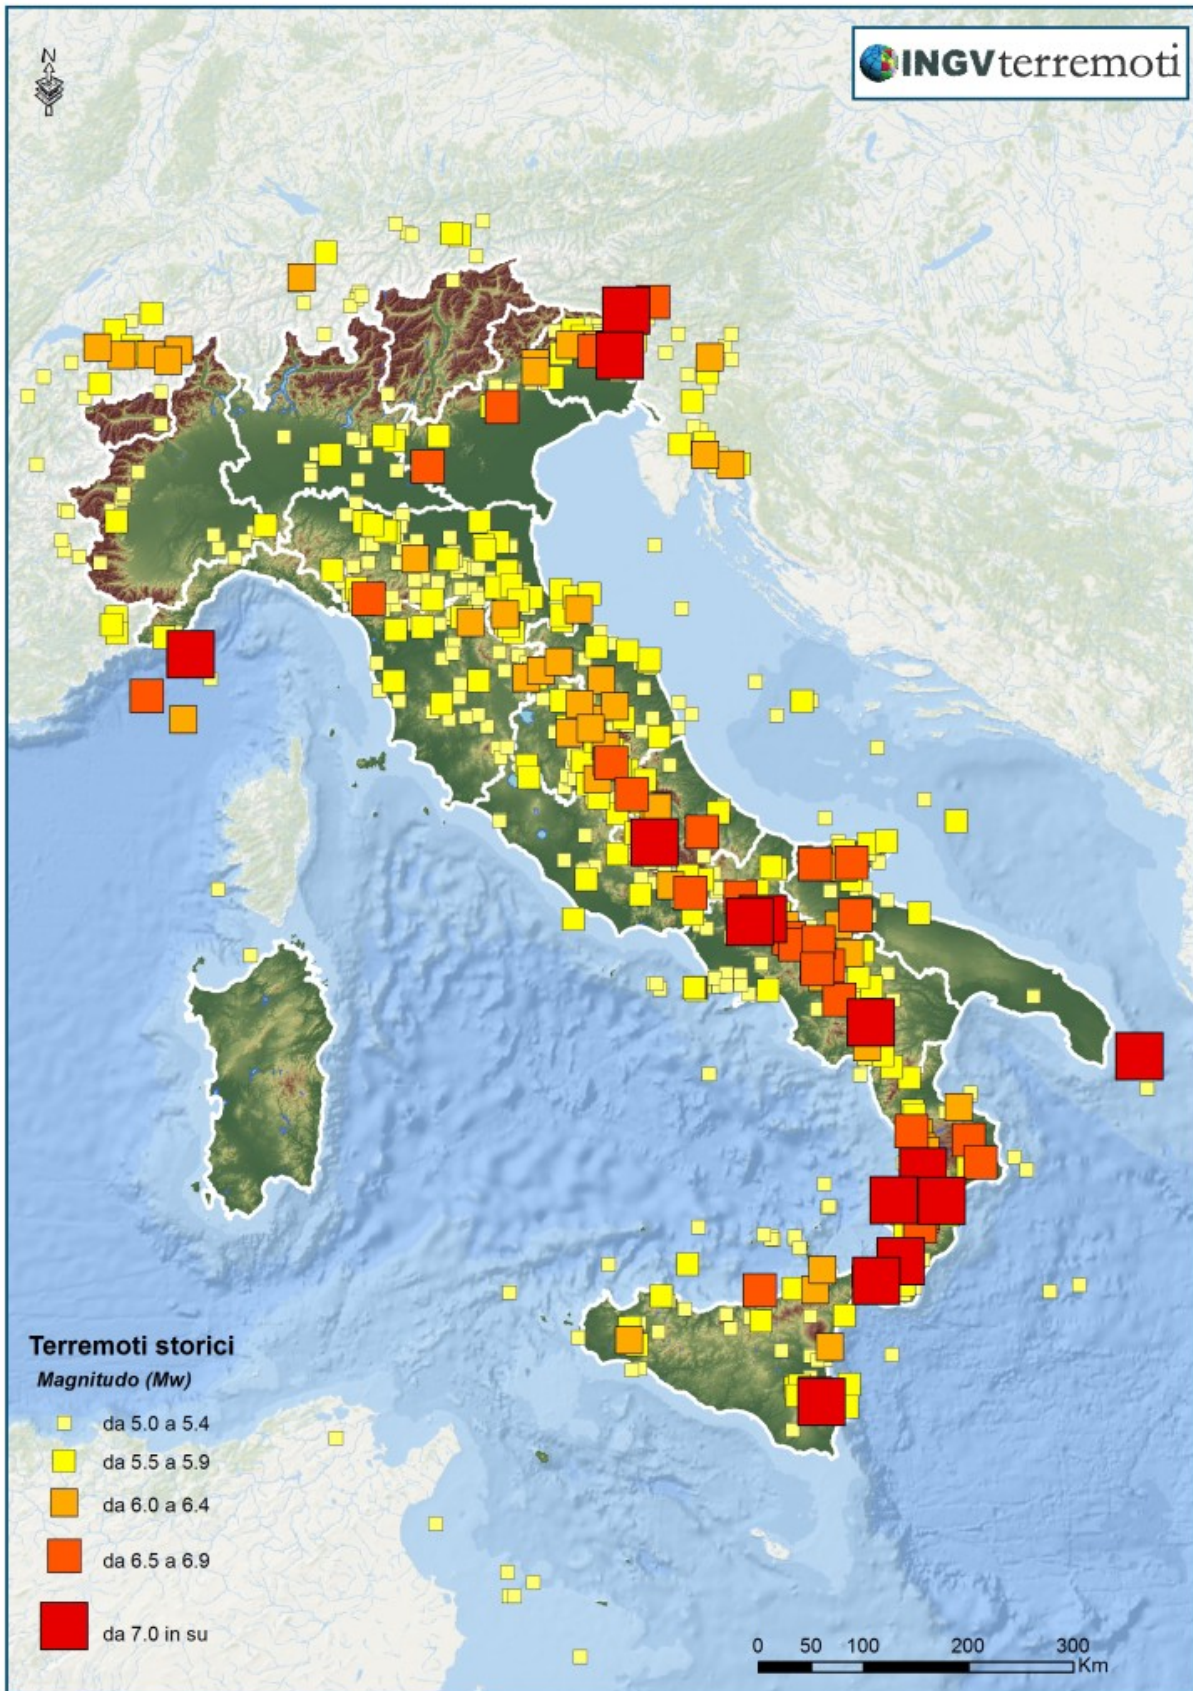 N
INGVterremoti
Terremoti storici
Magnitudo (Mw)
da 5.0 a 5.4
da 5.5 a 5.9
da 6.0 a 6.4
da 6.5 a 6.9
da 7.0 in su
0 50 100 200 300
Km